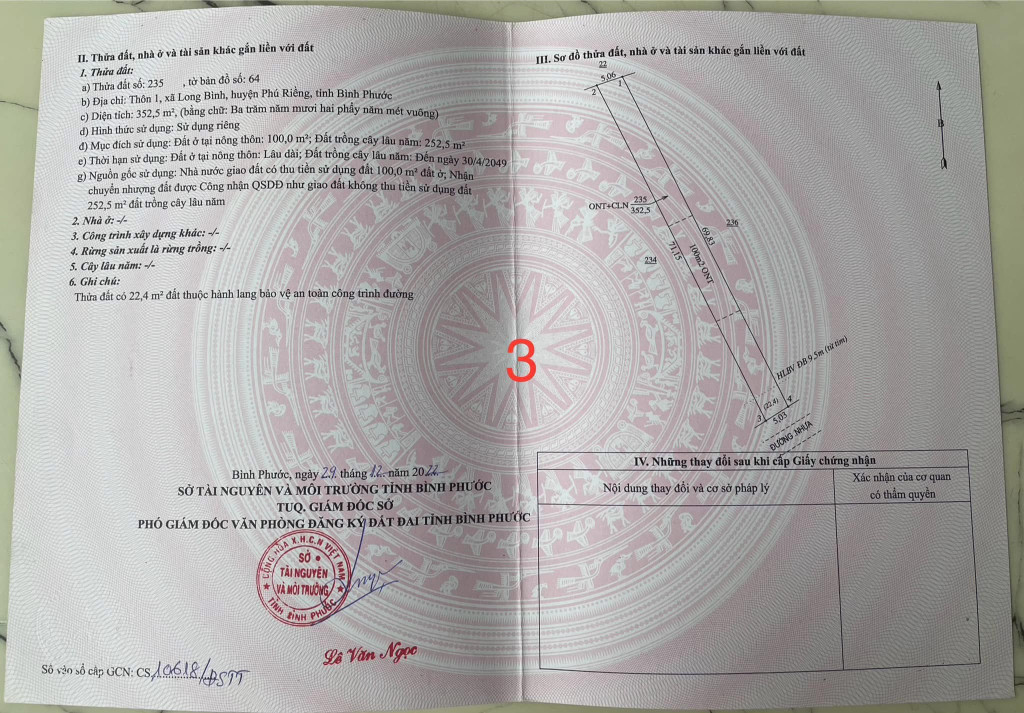 II. Thửa đất, nhà ở và tài sản khác gắn liền với đất
1. Thửa đất:
a) Thửa đất số: 235 , tờ bản đồ số: 64
b) Địa chỉ: Thôn 1, xã Long Bình, huyện Phú Riềng, tỉnh Bình Phước
c) Diện tích: 352,5 m², (bằng chữ: Ba trăm năm mươi hai phẩy năm mét vuông)
d) Hình thức sử dụng: Sử dụng riêng
đ) Mục đích sử dụng: Đất ở tại nông thôn: 100,0 m²; Đất trồng cây lâu năm: 252,5 m²
e) Thời hạn sử dụng: Đất ở tại nông thôn: Lâu dài; Đất trồng cây lâu năm: Đến ngày 30/4/2049
g) Nguồn gốc sử dụng: Nhà nước giao đất có thu tiền sử dụng đất 100,0 m² đất ở; Nhận
chuyển nhượng đất được Công nhận QSDĐ như giao đất không thu tiền sử dụng đất
252,5 m² đất trồng cây lâu năm
2. Nhà ở: -/-
3. Công trình xây dựng khác: -/-
4. Rừng sản xuất là rừng trồng: -/-
5. Cây lâu năm: -/-
6. Ghi chú:
Thửa đất có 22,4 m² đất thuộc hành lang bảo vệ an toàn công trình đường
Bình Phước, ngày 29 tháng 12 năm 2022
SỞ TÀI NGUYÊN VÀ MÔI TRƯỜNG TỈNH BÌNH PHƯỚC
TUQ. GIÁM ĐỐC SỞ
PHÓ GIÁM ĐỐC VĂN PHÒNG ĐĂNG KÝ ĐẤT ĐAI TỈNH BÌNH PHƯỚC
CỘNG HÒA X.H.C.N VIỆT NAM
SỞ
TÀI NGUYÊN
VÀ MÔI TRƯỜNG
TỈNH BÌNH PHƯỚC
Lê Văn Ngọc
Số vào sổ cấp GCN: CS 10618/ĐSTT
3
III. Sơ đồ thửa đất, nhà ở và tài sản khác gắn liền với đất
22
5.06
2
1
B
ONT+CLN
235
352,5
236
234
69,83
71,15
100m2 ONT
HLBV ĐB 9,5m (từ tim)
(22,4)
4
3
5.03
ĐƯỜNG NHỰA
IV. Những thay đổi sau khi cấp Giấy chứng nhận
Nội dung thay đổi và cơ sở pháp lý
Xác nhận của cơ quan
có thẩm quyền